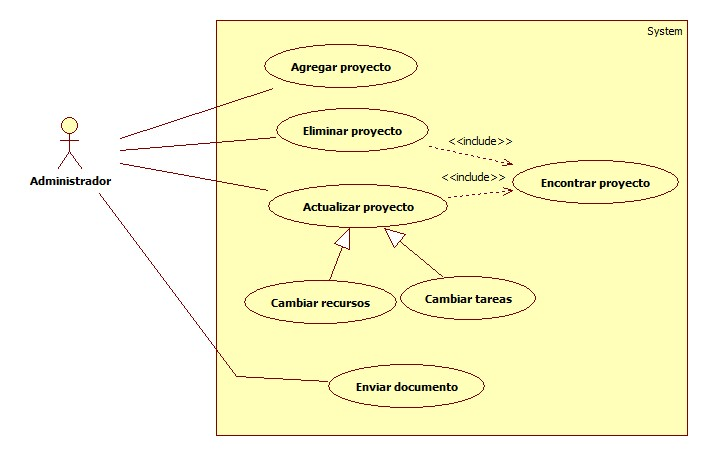 System
Agregar proyecto
Eliminar proyecto
<<include>>
Administrador
<<include>>
Encontrar proyecto
Actualizar proyecto
Cambiar recursos
Cambiar tareas
Enviar documento